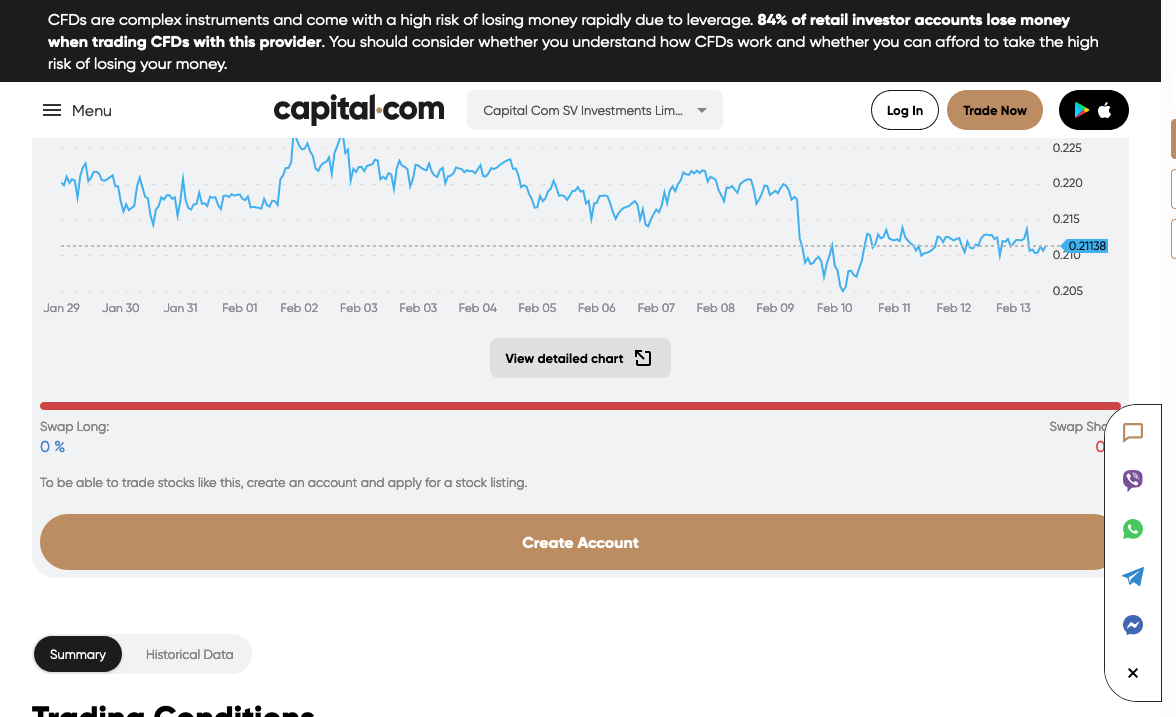 CFDs are complex instruments and come with a high risk of losing money rapidly due to leverage. 84% of retail investor accounts lose money
when trading CFDs with this provider. You should consider whether you understand how CFDs work and whether you can afford to take the high
risk of losing your money.
Menu
capital.com
Capital Com SV Investments Lim...
Log In
Trade Now
0.225
0.220
0.215
0.21138
0.210
0.205
Jan 29 Jan 30 Jan 31 Feb 01 Feb 02 Feb 03 Feb 03 Feb 04 Feb 05 Feb 06 Feb 07 Feb 08 Feb 09 Feb 10 Feb 11 Feb 12 Feb 13
View detailed chart
Swap Long:
0 %
Swap Sho
0
To be able to trade stocks like this, create an account and apply for a stock listing.
Create Account
Summary
Historical Data
Trading Conditions